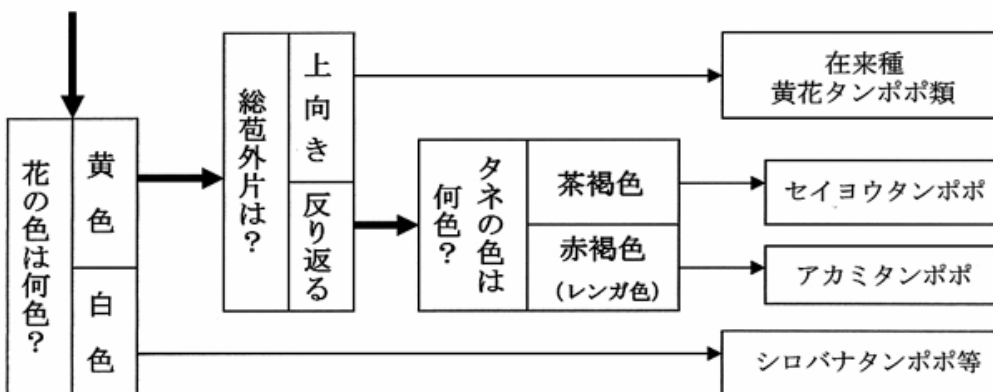 花の色は何色？
黄色
白色
総苞外片は？
上向き
反り返る
タネの色は
何色？
茶褐色
赤褐色
(レンガ色)
在来種
黄花タンポポ類
セイヨウタンポポ
アカミタンポポ
シロバナタンポポ等